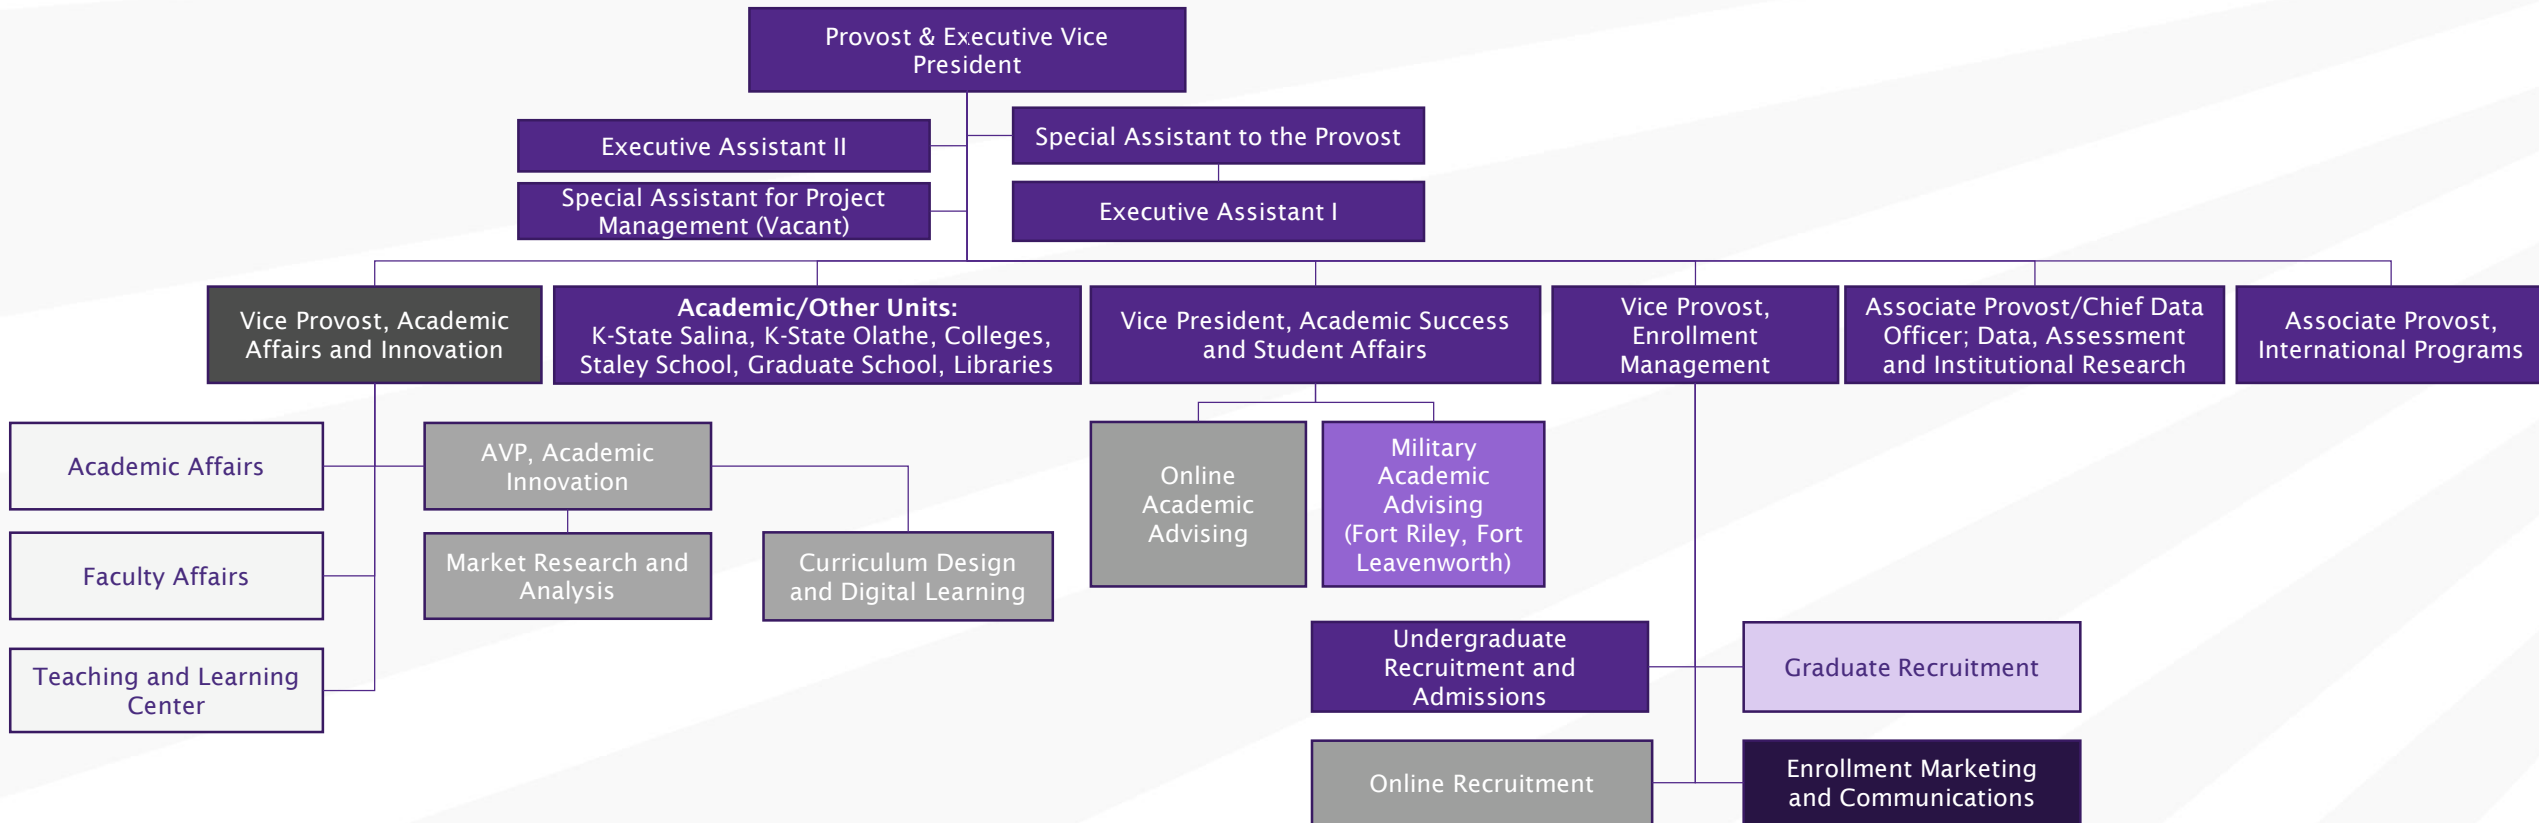 Provost & Executive Vice
President
Executive Assistant II
Special Assistant to the Provost
Special Assistant for Project
Management (Vacant)
Executive Assistant I
Vice Provost, Academic
Affairs and Innovation
Academic/Other Units:
K-State Salina, K-State Olathe, Colleges,
Staley School, Graduate School, Libraries
Vice President, Academic Success
and Student Affairs
Vice Provost,
Enrollment
Management
Associate Provost/Chief Data
Officer; Data, Assessment
and Institutional Research
Associate Provost,
International Programs
Academic Affairs
AVP, Academic
Innovation
Online
Academic
Advising
Military
Academic
Advising
(Fort Riley, Fort
Leavenworth)
Faculty Affairs
Market Research and
Analysis
Curriculum Design
and Digital Learning
Teaching and Learning
Center
Undergraduate
Recruitment and
Admissions
Graduate Recruitment
Online Recruitment
Enrollment Marketing
and Communications